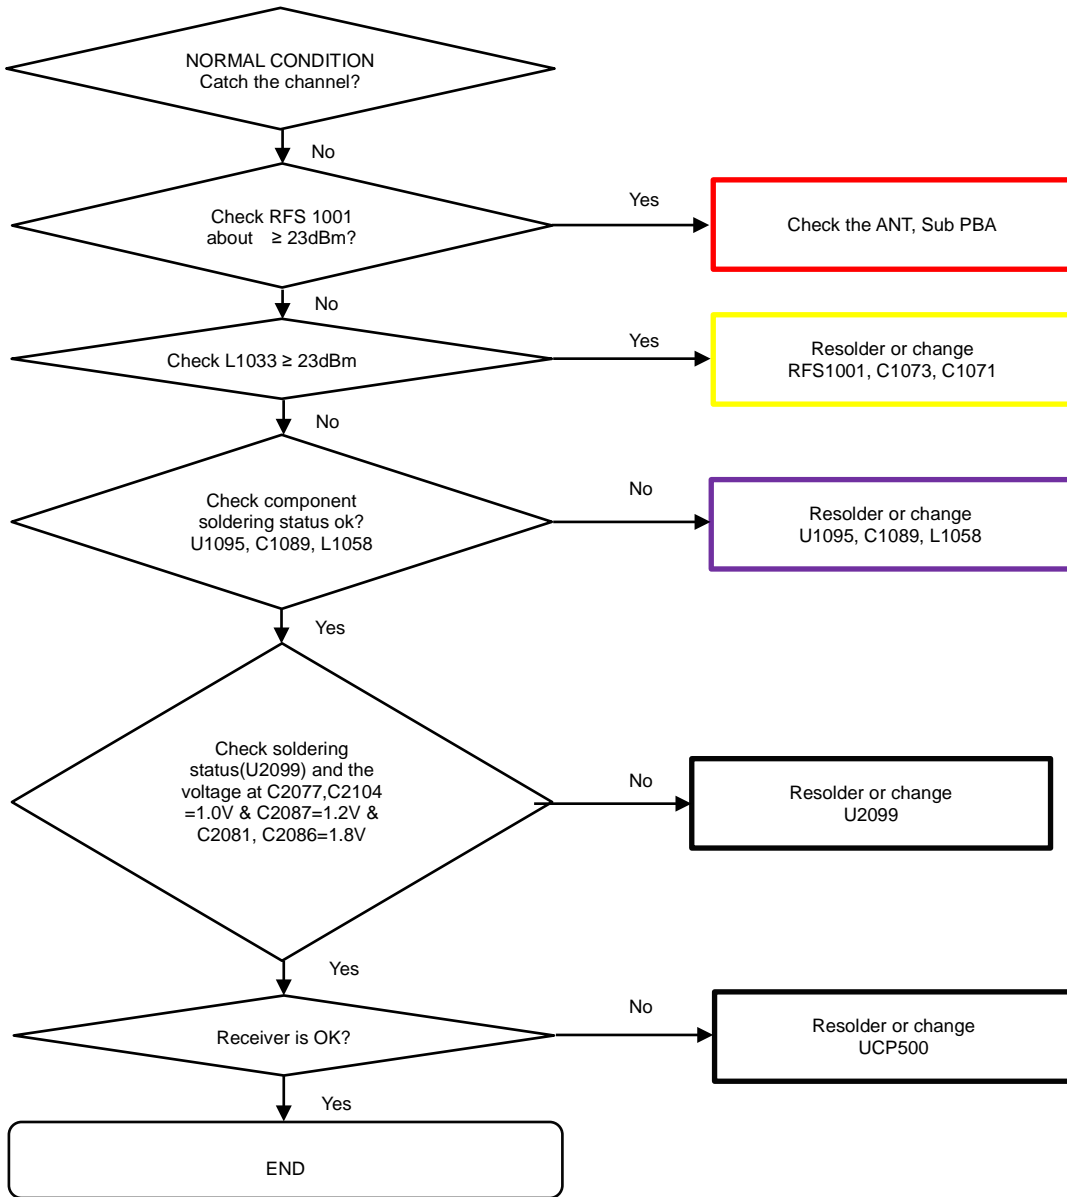 NORMAL CONDITION
Catch the channel?
No
Check RFS 1001
about ≥ 23dBm?
Yes
Check the ANT, Sub PBA
No
Check L1033 ≥ 23dBm
Yes
Resolder or change
RFS1001, C1073, C1071
No
Check component
soldering status ok?
U1095, C1089, L1058
No
Resolder or change
U1095, C1089, L1058
Yes
Check soldering
status(U2099) and the
voltage at C2077,C2104
=1.0V & C2087=1.2V &
C2081, C2086=1.8V
No
Resolder or change
U2099
Yes
Receiver is OK?
No
Resolder or change
UCP500
Yes
END